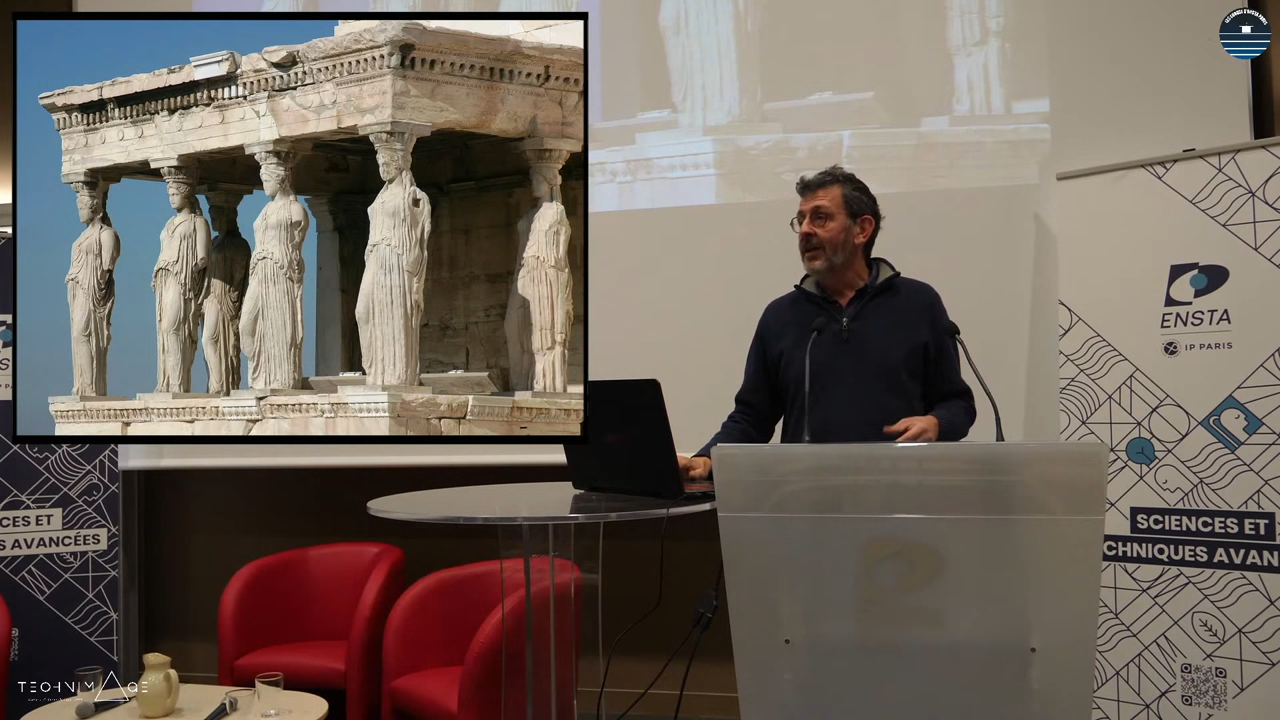 ENSTA
IP PARIS
SCIENCES ET
CHNIQUES AVAN
CES ET
S AVANCÉES
TECHNIMAGE